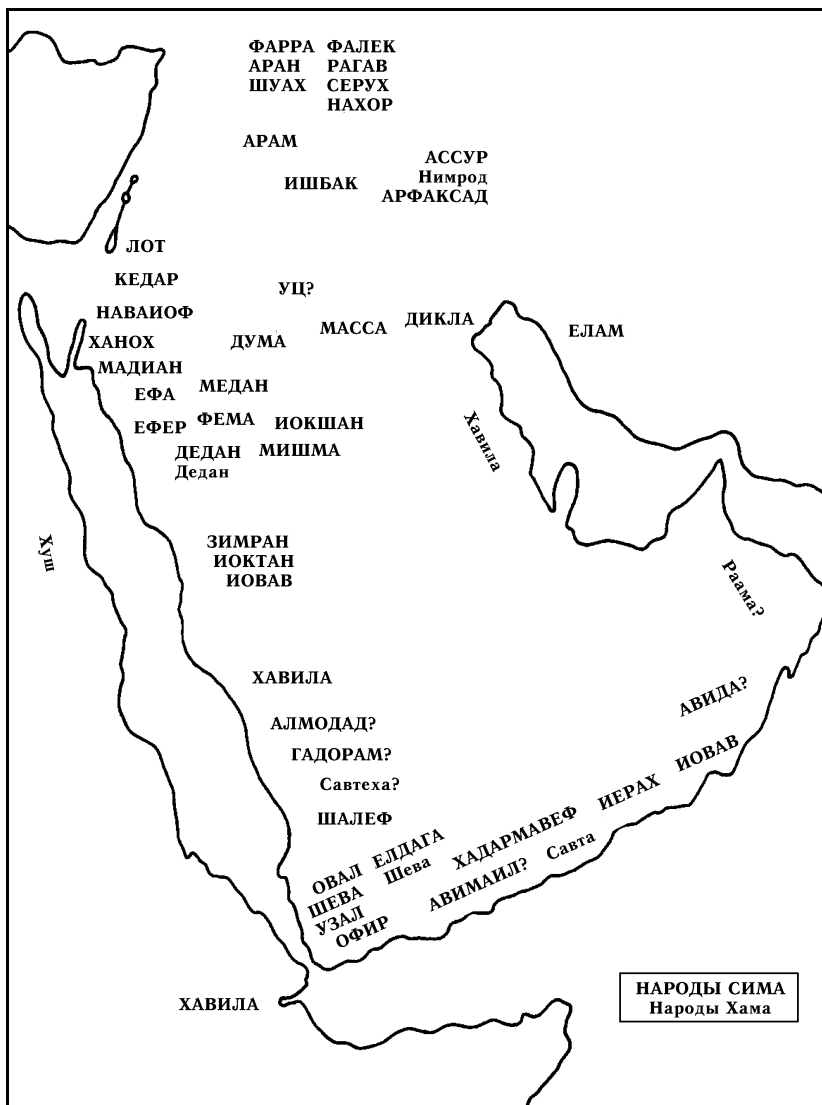 ФАРРА ФАЛЕК
АРАН РАГАВ
ШУАХ СЕРУХ
НАХОР
АРАМ
АССУР
ИШБАК Нимрод
АРФАКСАД
ЛОТ
КЕДАР
УЦ?
НАВАИОФ
ДИКЛА
МАССА
ЕЛАМ
ХАНОХ
ДУМА
МАДИАН
ЕФА
МЕДАН
ЕФЕР
ФЕМА
ИОКШАН
ДЕДАН
МИШМА
Дедан
Хавила
Хуш
ЗИМРАН
ИОКТАН
ИОВАВ
Раама?
ХАВИЛА
АВИДА?
АЛМОДАД?
ГАДОРАМ?
Савтеха?
ШАЛЕФ
ОВАЛ ЕЛДАГА
ШЕВА Шева ХАДАРМАВЕФ ИЕРАХ ИОВАВ
УЗАЛ
ОФИР АВИМАИЛ? Савта
ХАВИЛА
НАРОДЫ СИМА
Народы Хама